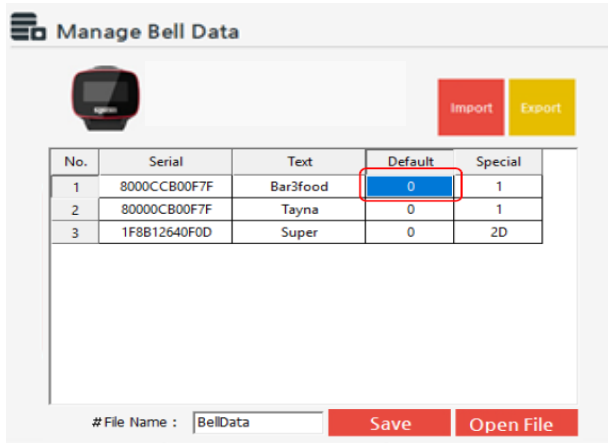 Manage Bell Data
Import
Export
No. Serial Text Default Special
1 8000CCB00F7F Bar3food 0 1
2 80000CB00F7F Tayna 0 1
3 1F8B12640F0D Super 0 2D
#File Name : BellData Save Open File